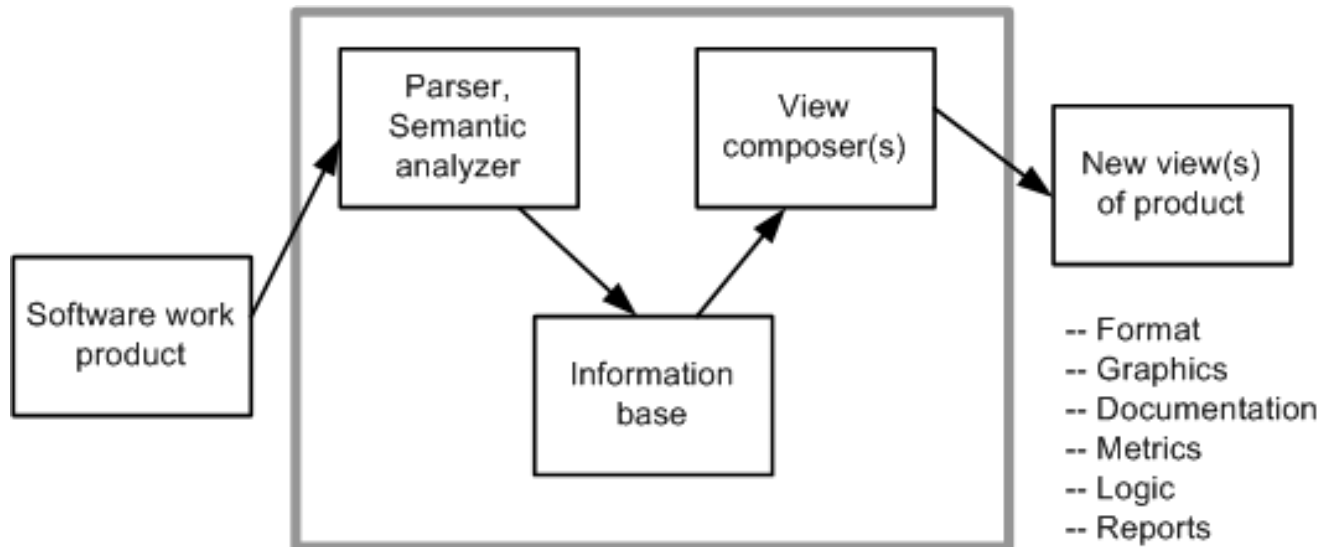 Parser,
Semantic
analyzer
View
composer(s)
New view(s)
of product
Software work
product
Information
base
-- Format
-- Graphics
-- Documentation
-- Metrics
-- Logic
-- Reports